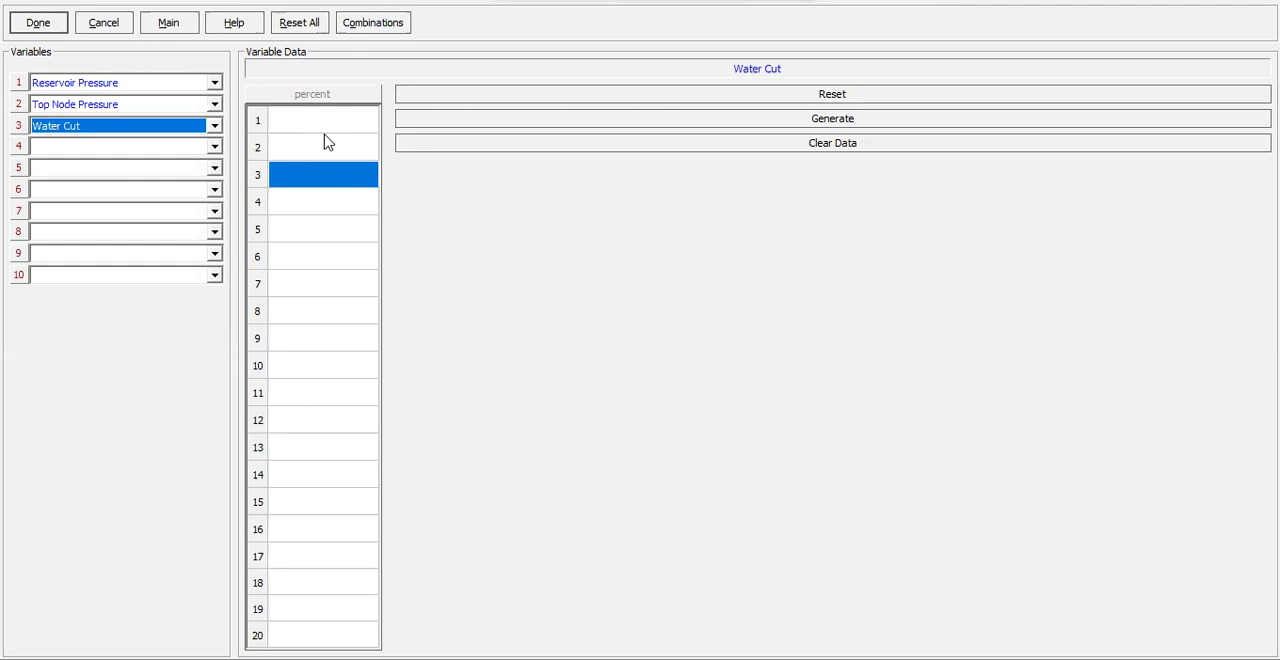 Done Cancel Main Help Reset All Combinations
Variables
1 Reservoir Pressure
2 Top Node Pressure
3 Water Cut
4
5
6
7
8
9
10
Variable Data
Water Cut
percent
1
2
3
4
5
6
7
8
9
10
11
12
13
14
15
16
17
18
19
20
Reset
Generate
Clear Data